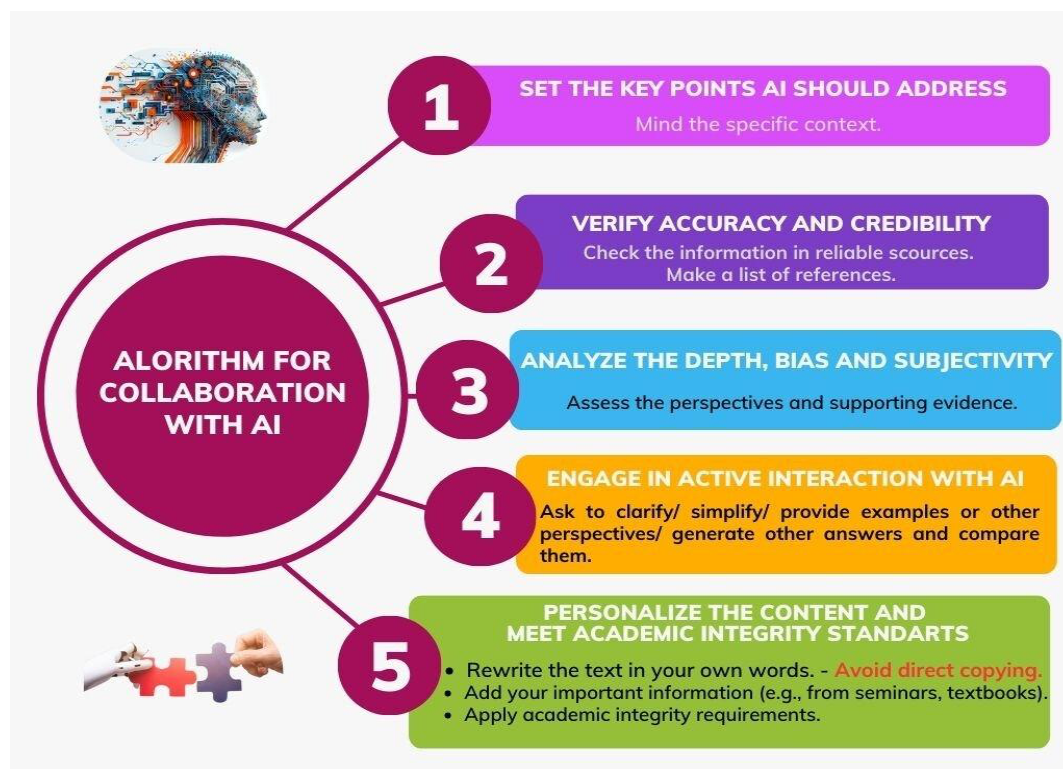 1
SET THE KEY POINTS AI SHOULD ADDRESS
Mind the specific context.
2
VERIFY ACCURACY AND CREDIBILITY
Check the information in reliable scources.
Make a list of references.
ALORITHM FOR
COLLABORATION
WITH AI
3
ANALYZE THE DEPTH, BIAS AND SUBJECTIVITY
Assess the perspectives and supporting evidence.
4
ENGAGE IN ACTIVE INTERACTION WITH AI
Ask to clarify/ simplify/ provide examples or other
perspectives/ generate other answers and compare
them.
5
PERSONALIZE THE CONTENT AND
MEET ACADEMIC INTEGRITY STANDARTS
• Rewrite the text in your own words. - Avoid direct copying.
• Add your important information (e.g., from seminars, textbooks).
• Apply academic integrity requirements.